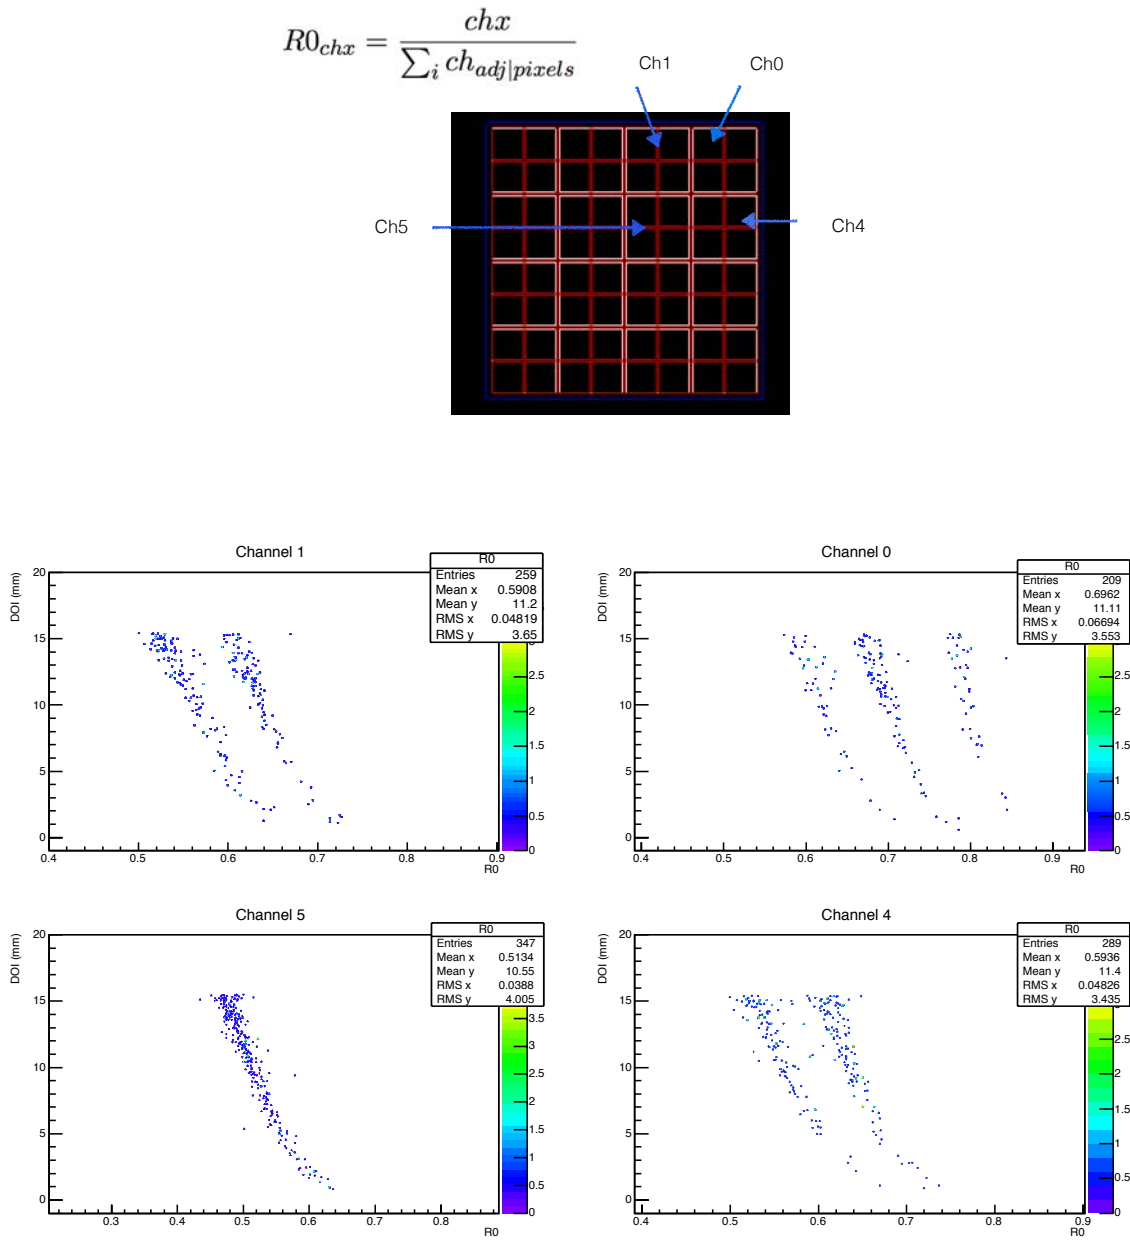 R0_{chx} = \frac{chx}{\sum_i ch_{adj|pixels}}
Ch1
Ch0
Ch5
Ch4
Channel 1
R0
Entries 259
Mean x 0.5908
Mean y 11.2
RMS x 0.04819
RMS y 3.65
DOI (mm)
20
15
10
5
0
0.4 0.5 0.6 0.7 0.8 0.9
R0
2.5
2
1.5
1
0.5
0
Channel 0
R0
Entries 209
Mean x 0.6962
Mean y 11.11
RMS x 0.06694
RMS y 3.553
DOI (mm)
20
15
10
5
0
0.4 0.5 0.6 0.7 0.8 0.9
R0
2.5
2
1.5
1
0.5
0
Channel 5
R0
Entries 347
Mean x 0.5134
Mean y 10.55
RMS x 0.0388
RMS y 4.005
DOI (mm)
20
15
10
5
0
0.3 0.4 0.5 0.6 0.7 0.8
R0
3.5
3
2.5
2
1.5
1
0.5
0
Channel 4
R0
Entries 289
Mean x 0.5936
Mean y 11.4
RMS x 0.04826
RMS y 3.435
DOI (mm)
20
15
10
5
0
0.4 0.5 0.6 0.7 0.8 0.9
R0
2.5
2
1.5
1
0.5
0